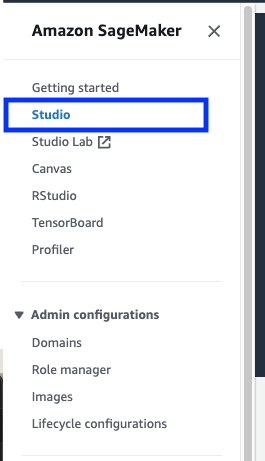 Amazon SageMaker
Getting started
Studio
Studio Lab
Canvas
RStudio
TensorBoard
Profiler
Admin configurations
Domains
Role manager
Images
Lifecycle configurations